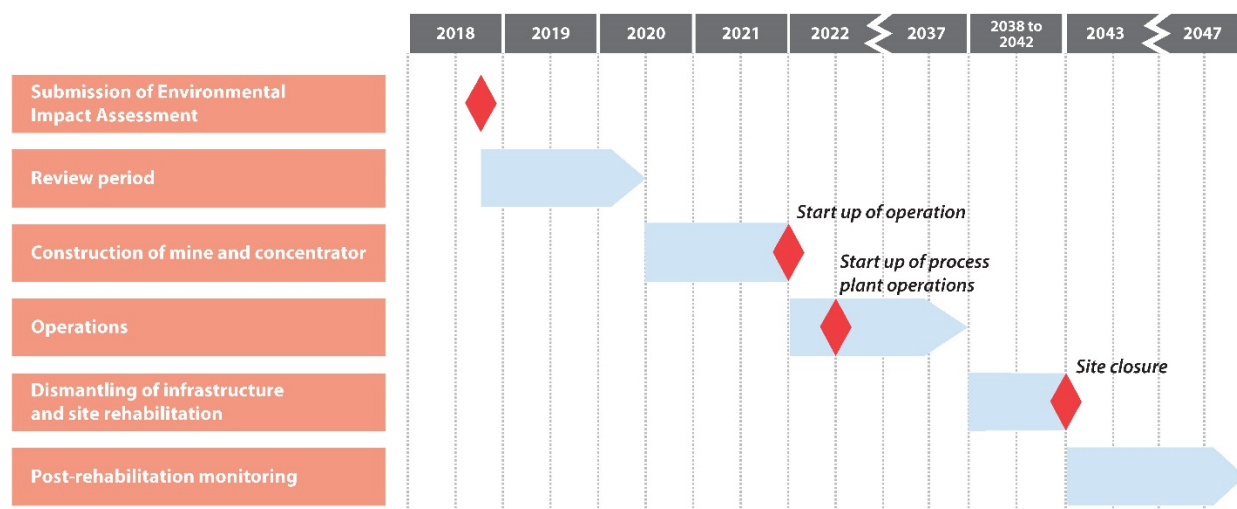 2018 2019 2020 2021 2022 2037 2038 to 2043 2047
2042
Submission of Environmental
Impact Assessment
Review period
Start up of operation
Construction of mine and concentrator
Start up of process
plant operations
Operations
Site closure
Dismantling of infrastructure
and site rehabilitation
Post-rehabilitation monitoring